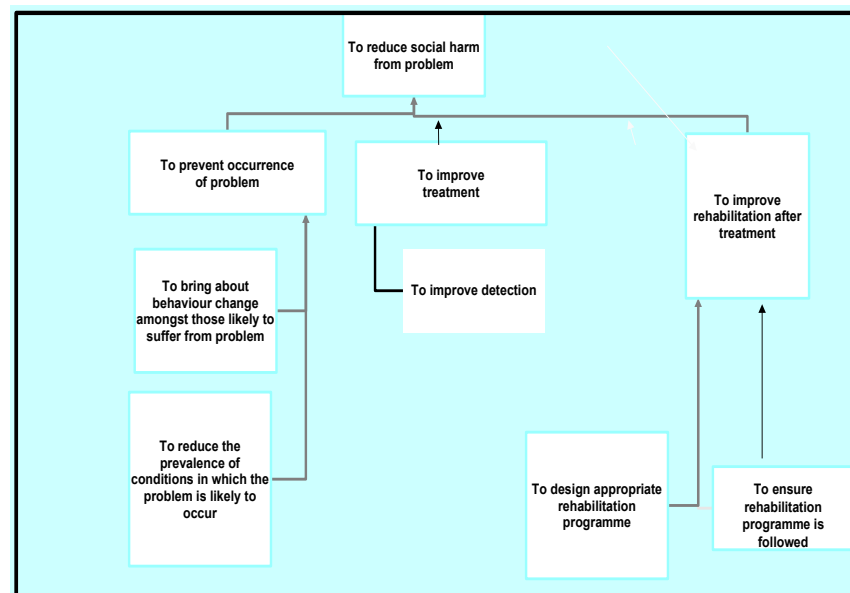 To reduce social harm
from problem
To prevent occurrence
of problem
To improve
treatment
To improve
rehabilitation after
treatment
To bring about
behaviour change
amongst those likely to
suffer from problem
To improve detection
To reduce the
prevalence of
conditions in which the
problem is likely to
occur
To design appropriate
rehabilitation
programme
To ensure
rehabilitation
programme is
followed